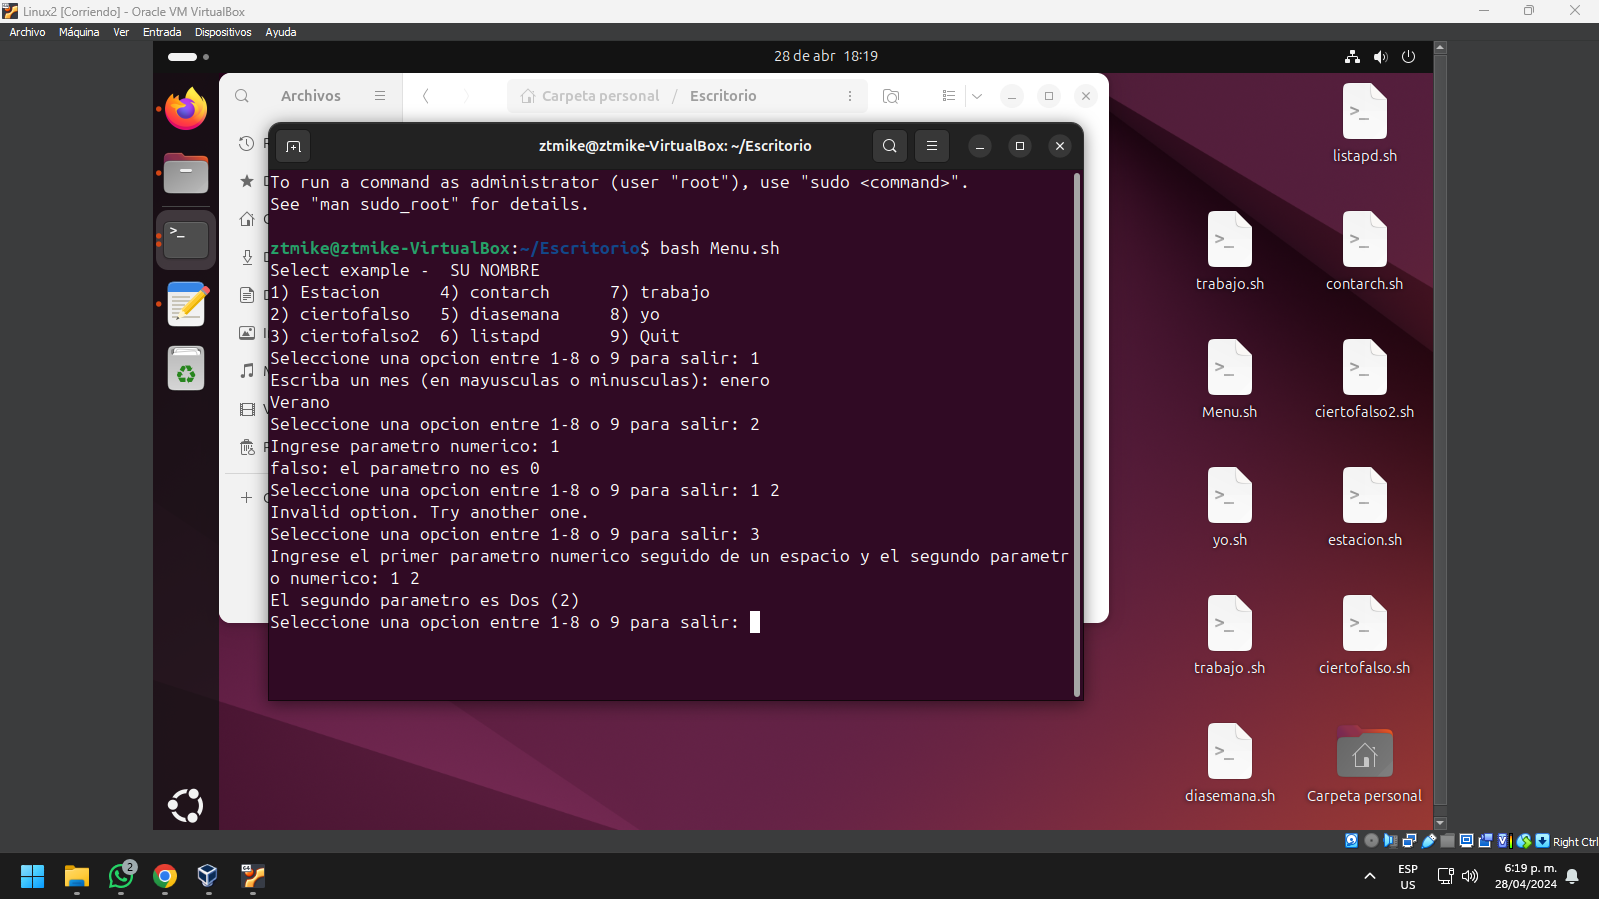 Linux2 [Corriendo] - Oracle VM VirtualBox
Archivo Máquina Ver Entrada Dispositivos Ayuda
28 de abr 18:19
Archivos
Carpeta personal / Escritorio
ztmike@ztmike-VirtualBox: ~/Escritorio
To run a command as administrator (user "root"), use "sudo <command>".
See "man sudo_root" for details.
ztmike@ztmike-VirtualBox:~/Escritorio$ bash Menu.sh
Select example - SU NOMBRE
1) Estacion 4) contarch 7) trabajo
2) ciertofalso 5) diasemana 8) yo
3) ciertofalso2 6) listapd 9) Quit
Seleccione una opcion entre 1-8 o 9 para salir: 1
Escriba un mes (en mayusculas o minusculas): enero
Verano
Seleccione una opcion entre 1-8 o 9 para salir: 2
Ingrese parametro numerico: 1
falso: el parametro no es 0
Seleccione una opcion entre 1-8 o 9 para salir: 1 2
Invalid option. Try another one.
Seleccione una opcion entre 1-8 o 9 para salir: 3
Ingrese el primer parametro numerico seguido de un espacio y el segundo parametr
o numerico: 1 2
El segundo parametro es Dos (2)
Seleccione una opcion entre 1-8 o 9 para salir:
listapd.sh
trabajo.sh contarch.sh
Menu.sh ciertofalso2.sh
yo.sh estacion.sh
trabajo .sh ciertofalso.sh
diasemana.sh Carpeta personal
Right Ctrl
2
ESP
US
6:19 p. m.
28/04/2024